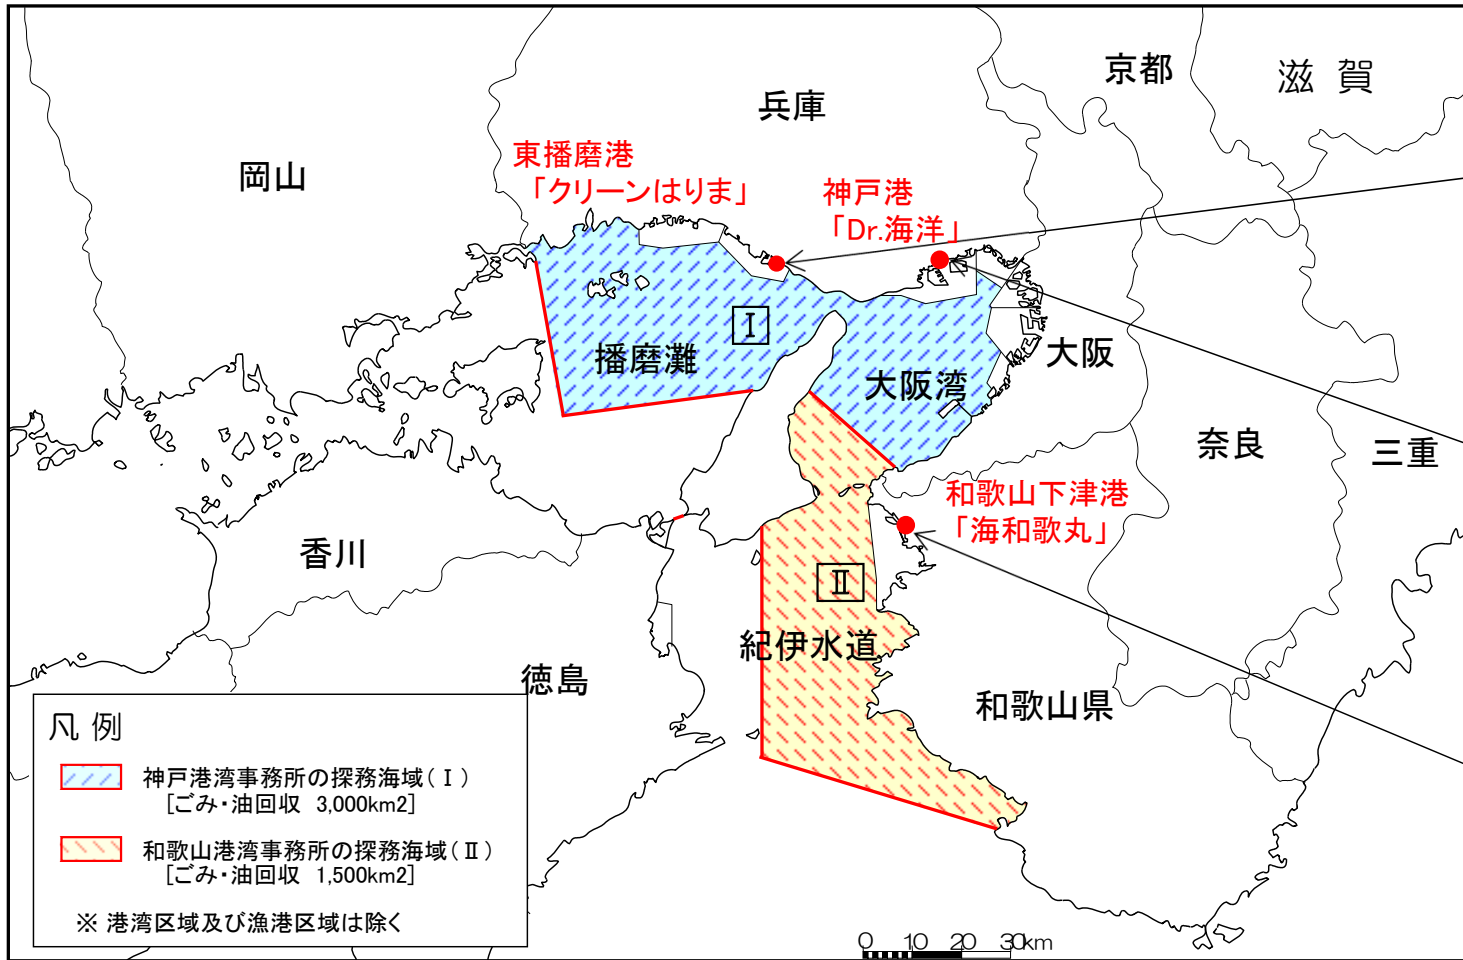 京都
滋賀
兵庫
東播磨港
「クリーンはりま」
岡山
神戸港
「Dr.海洋」
Ⅰ
播磨灘
大阪
大阪湾
奈良
三重
和歌山下津港
「海和歌丸」
香川
Ⅱ
紀伊水道
徳島
和歌山県
凡例
神戸港湾事務所の探務海域(Ⅰ)
[ごみ・油回収 3,000km2]
和歌山港湾事務所の探務海域(Ⅱ)
[ごみ・油回収 1,500km2]
※ 港湾区域及び漁港区域は除く
0 10 20 30km